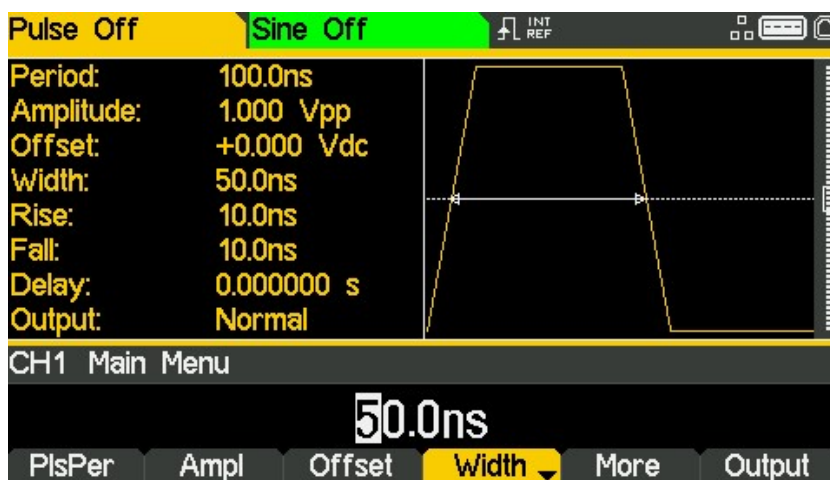 Pulse Off Sine Off INT REF
Period: 100.0ns
Amplitude: 1.000 Vpp
Offset: +0.000 Vdc
Width: 50.0ns
Rise: 10.0ns
Fall: 10.0ns
Delay: 0.000000 s
Output: Normal
CH1 Main Menu
50.0ns
PlsPer Ampl Offset Width More Output